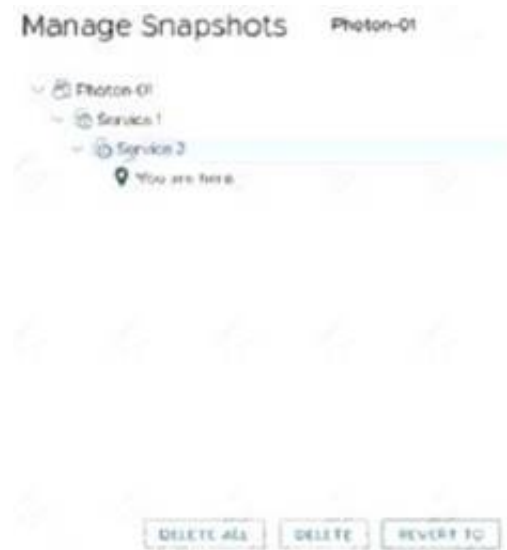 Manage Snapshots Photon-01
Photon-01
Service 1
Service 2
You are here
DELETE ALL DELETE REVERT TO